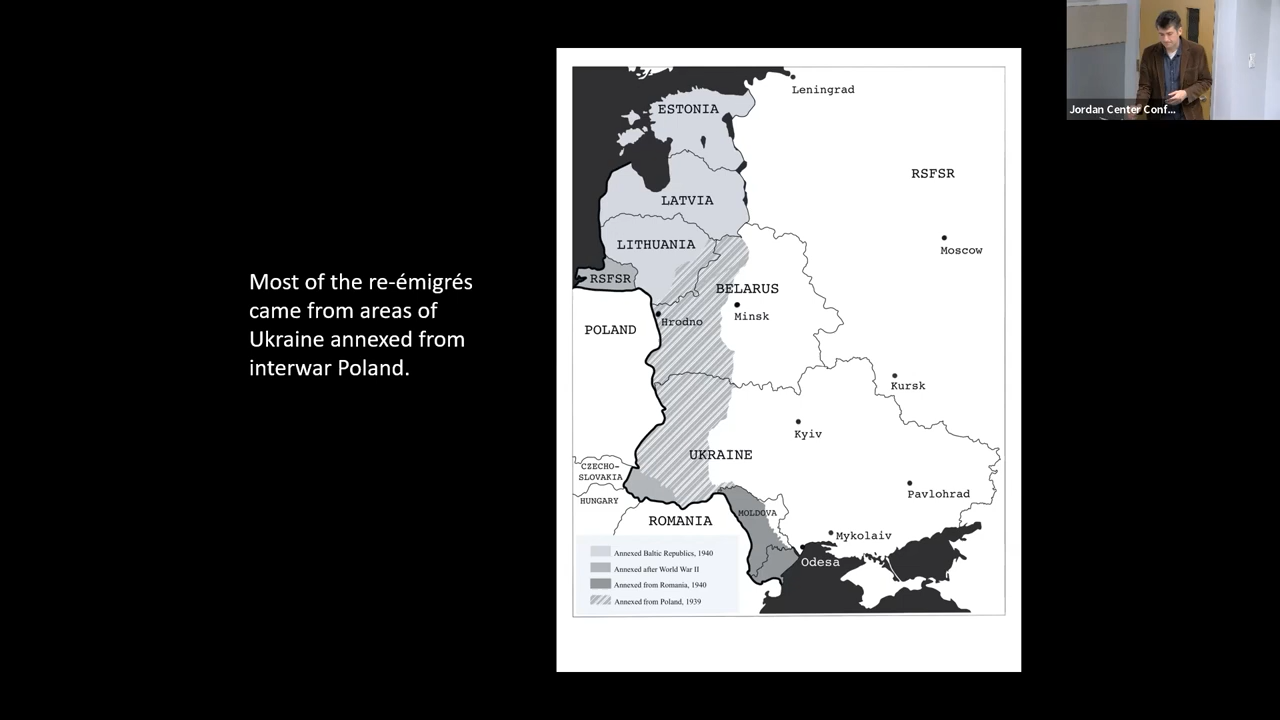 Jordan Center Conf...
Most of the re-émigrés
came from areas of
Ukraine annexed from
interwar Poland.
Leningrad
ESTONIA
RSFSR
LATVIA
LITHUANIA
Moscow
RSFSR
BELARUS
Minsk
Hrodno
POLAND
Kursk
Kyiv
UKRAINE
CZECHO-
SLOVAKIA
Pavlohrad
HUNGARY
MOLDOVA
ROMANIA
Mykolaiv
Odesa
Annexed Baltic Republics, 1940
Annexed after World War II
Annexed from Romania, 1940
Annexed from Poland, 1939